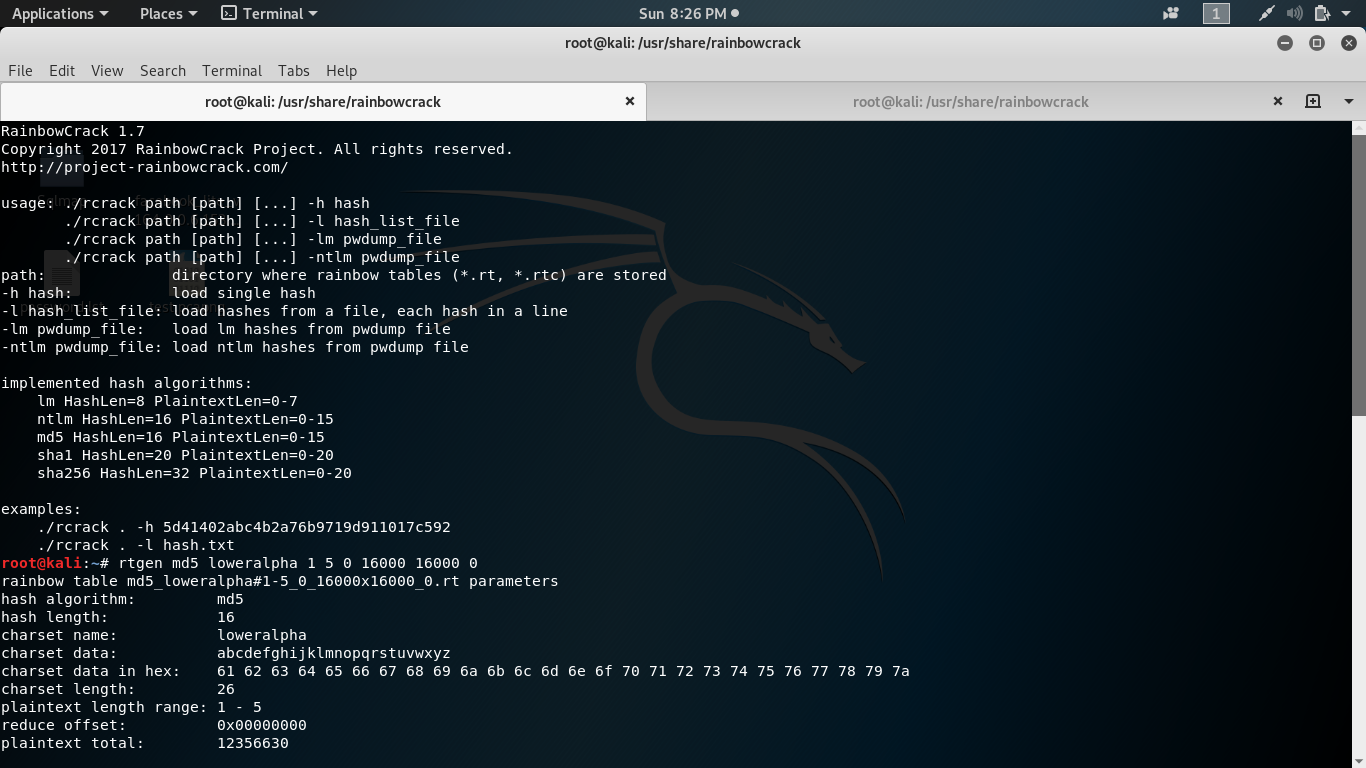 Applications Places Terminal Sun 8:26 PM 1
root@kali: /usr/share/rainbowcrack
File Edit View Search Terminal Tabs Help
root@kali: /usr/share/rainbowcrack root@kali: /usr/share/rainbowcrack
RainbowCrack 1.7
Copyright 2017 RainbowCrack Project. All rights reserved.
http://project-rainbowcrack.com/
usage: ./rcrack path [path] [...] -h hash
./rcrack path [path] [...] -l hash_list_file
./rcrack path [path] [...] -lm pwdump_file
./rcrack path [path] [...] -ntlm pwdump_file
path: directory where rainbow tables (*.rt, *.rtc) are stored
-h hash: load single hash
-l hash_list_file: load hashes from a file, each hash in a line
-lm pwdump_file: load lm hashes from pwdump file
-ntlm pwdump_file: load ntlm hashes from pwdump file
implemented hash algorithms:
lm HashLen=8 PlaintextLen=0-7
ntlm HashLen=16 PlaintextLen=0-15
md5 HashLen=16 PlaintextLen=0-15
sha1 HashLen=20 PlaintextLen=0-20
sha256 HashLen=32 PlaintextLen=0-20
examples:
./rcrack . -h 5d41402abc4b2a76b9719d911017c592
./rcrack . -l hash.txt
root@kali:~# rtgen md5 loweralpha 1 5 0 16000 16000 0
rainbow table md5_loweralpha#1-5_0_16000x16000_0.rt parameters
hash algorithm: md5
hash length: 16
charset name: loweralpha
charset data: abcdefghijklmnopqrstuvwxyz
charset data in hex: 61 62 63 64 65 66 67 68 69 6a 6b 6c 6d 6e 6f 70 71 72 73 74 75 76 77 78 79 7a
charset length: 26
plaintext length range: 1 - 5
reduce offset: 0x00000000
plaintext total: 12356630